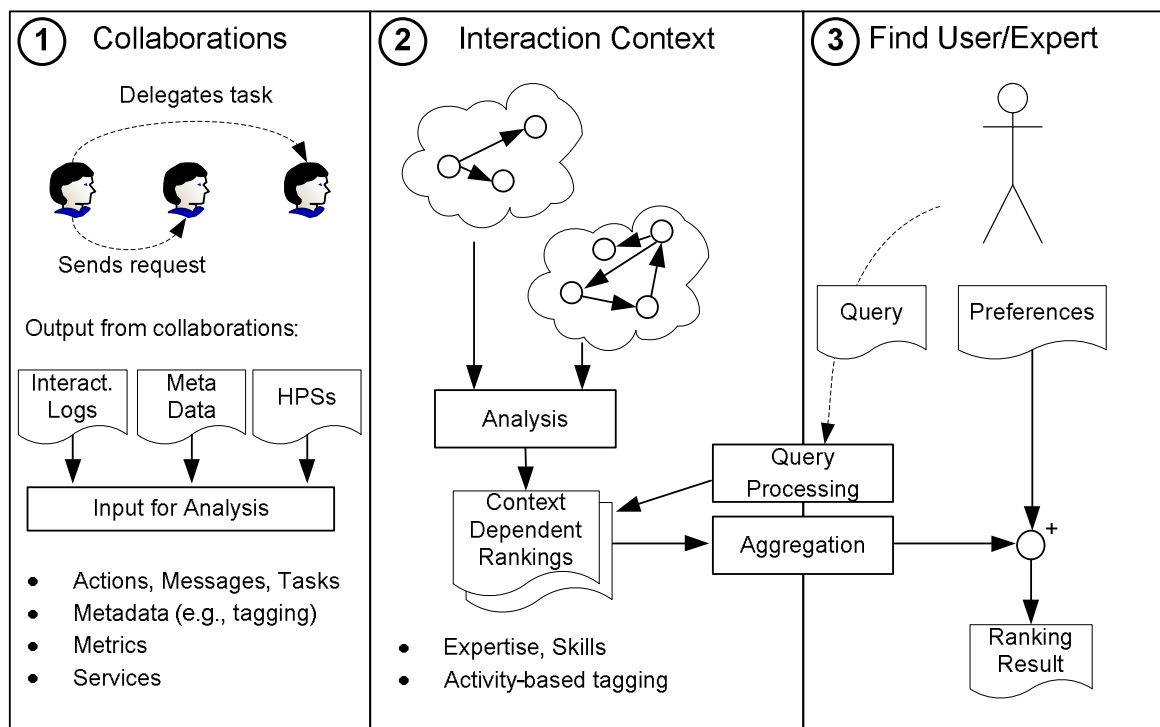 1 Collaborations
Delegates task
Sends request
Output from collaborations:
Interact.
Logs
Meta
Data
HPSs
Input for Analysis
• Actions, Messages, Tasks
• Metadata (e.g., tagging)
• Metrics
• Services
2 Interaction Context
Analysis
Context
Dependent
Rankings
• Expertise, Skills
• Activity-based tagging
3 Find User/Expert
Query
Preferences
Query
Processing
Aggregation
+
Ranking
Result